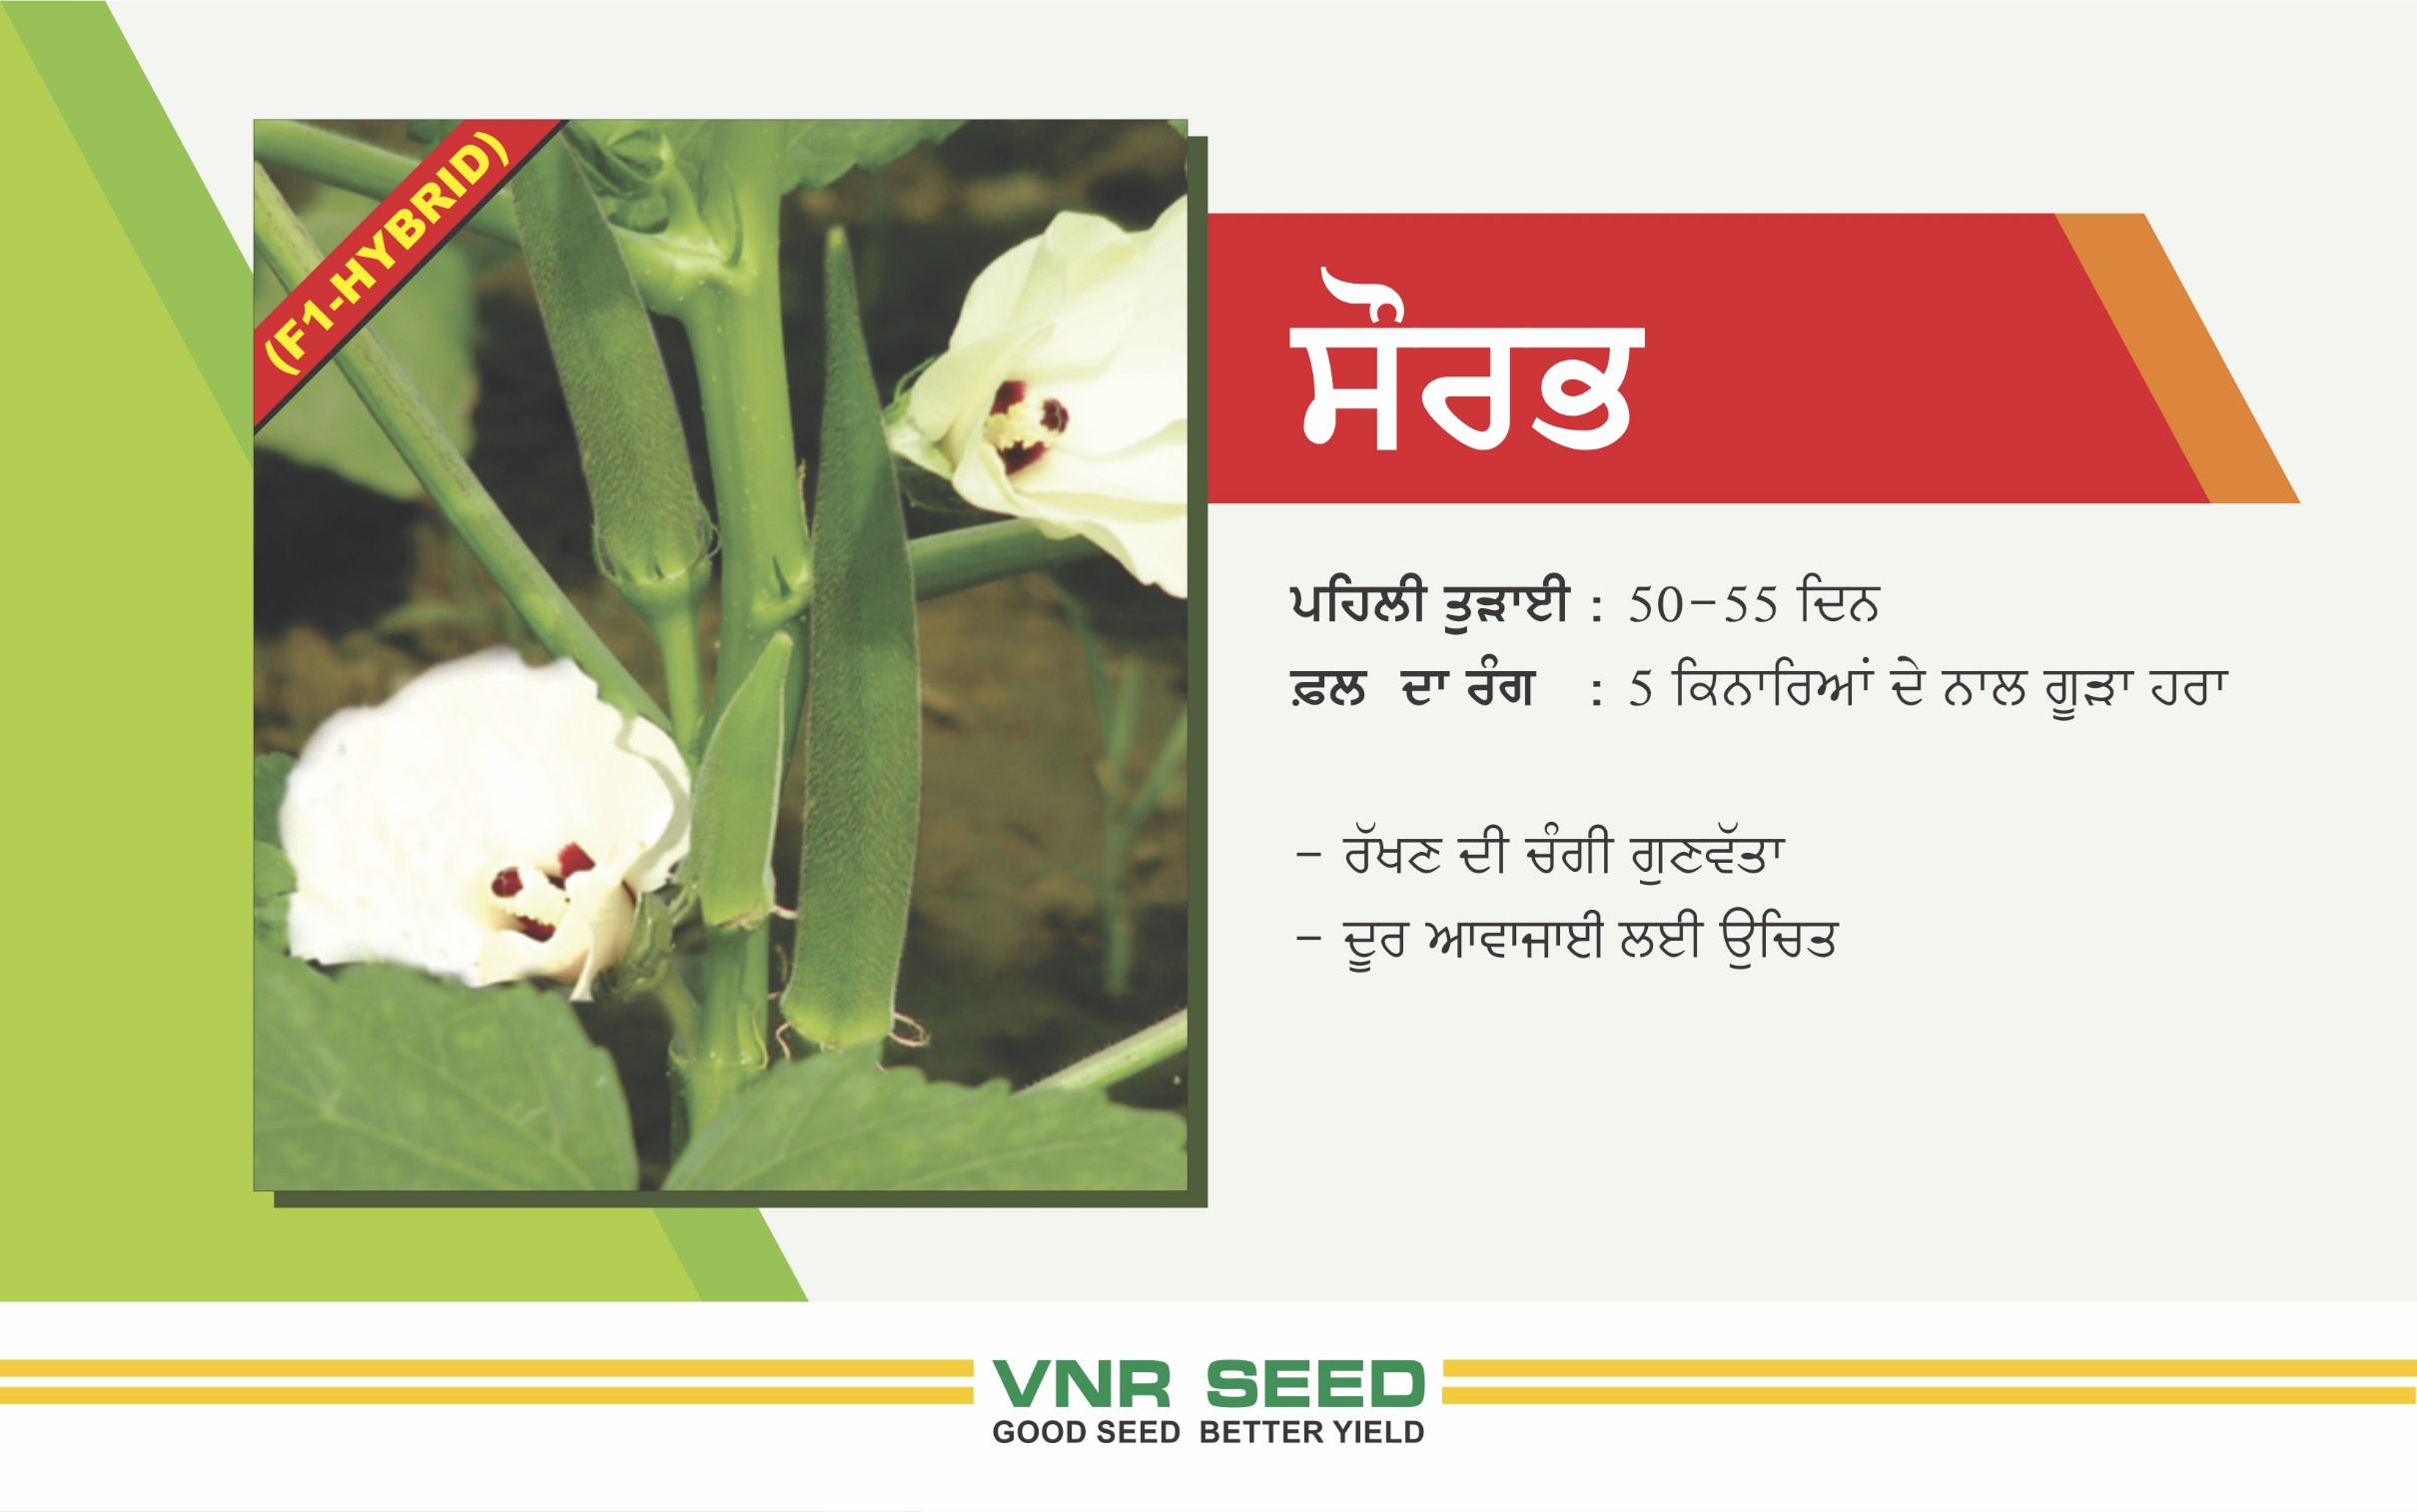 (F1-HYBRID)
ਸੌਰਭ
ਪਹਿਲੀ ਤੁੜਾਈ : 50-55 ਦਿਨ
ਫ਼ਲ ਦਾ ਰੰਗ : 5 ਕਿਨਾਰਿਆਂ ਦੇ ਨਾਲ ਗੂੜਾ ਹਰਾ
- ਰੱਖਣ ਦੀ ਚੰਗੀ ਗੁਣਵੱਤਾ
- ਦੂਰ ਆਵਾਜਾਈ ਲਈ ਉਚਿਤ
VNR SEED
GOOD SEED BETTER YIELD